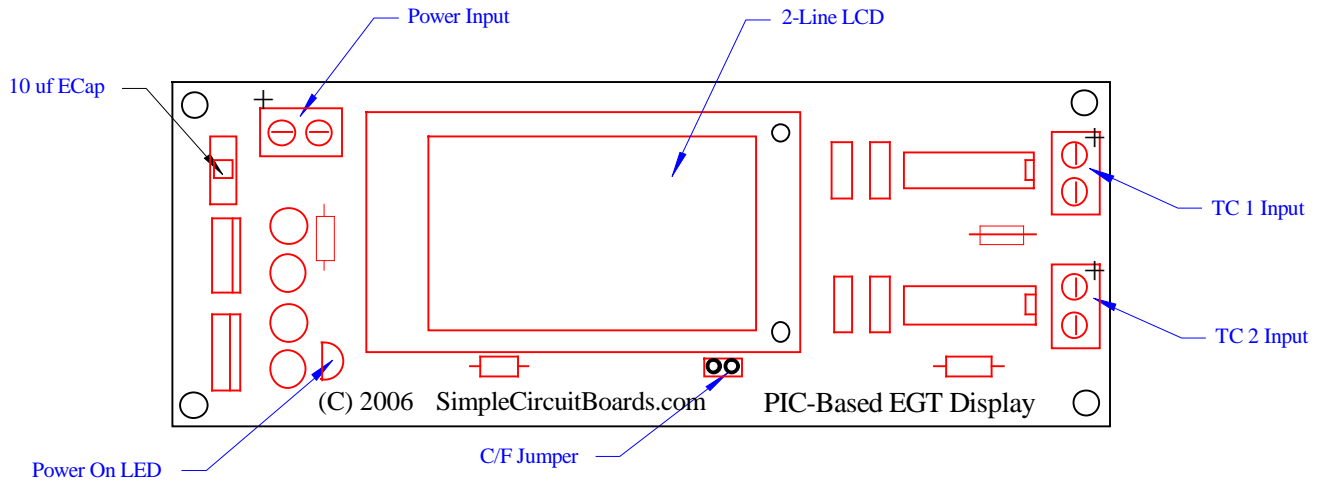 Power Input
2-Line LCD
10 uf ECap
+
+
TC 1 Input
+
TC 2 Input
(C) 2006 SimpleCircuitBoards.com PIC-Based EGT Display
C/F Jumper
Power On LED